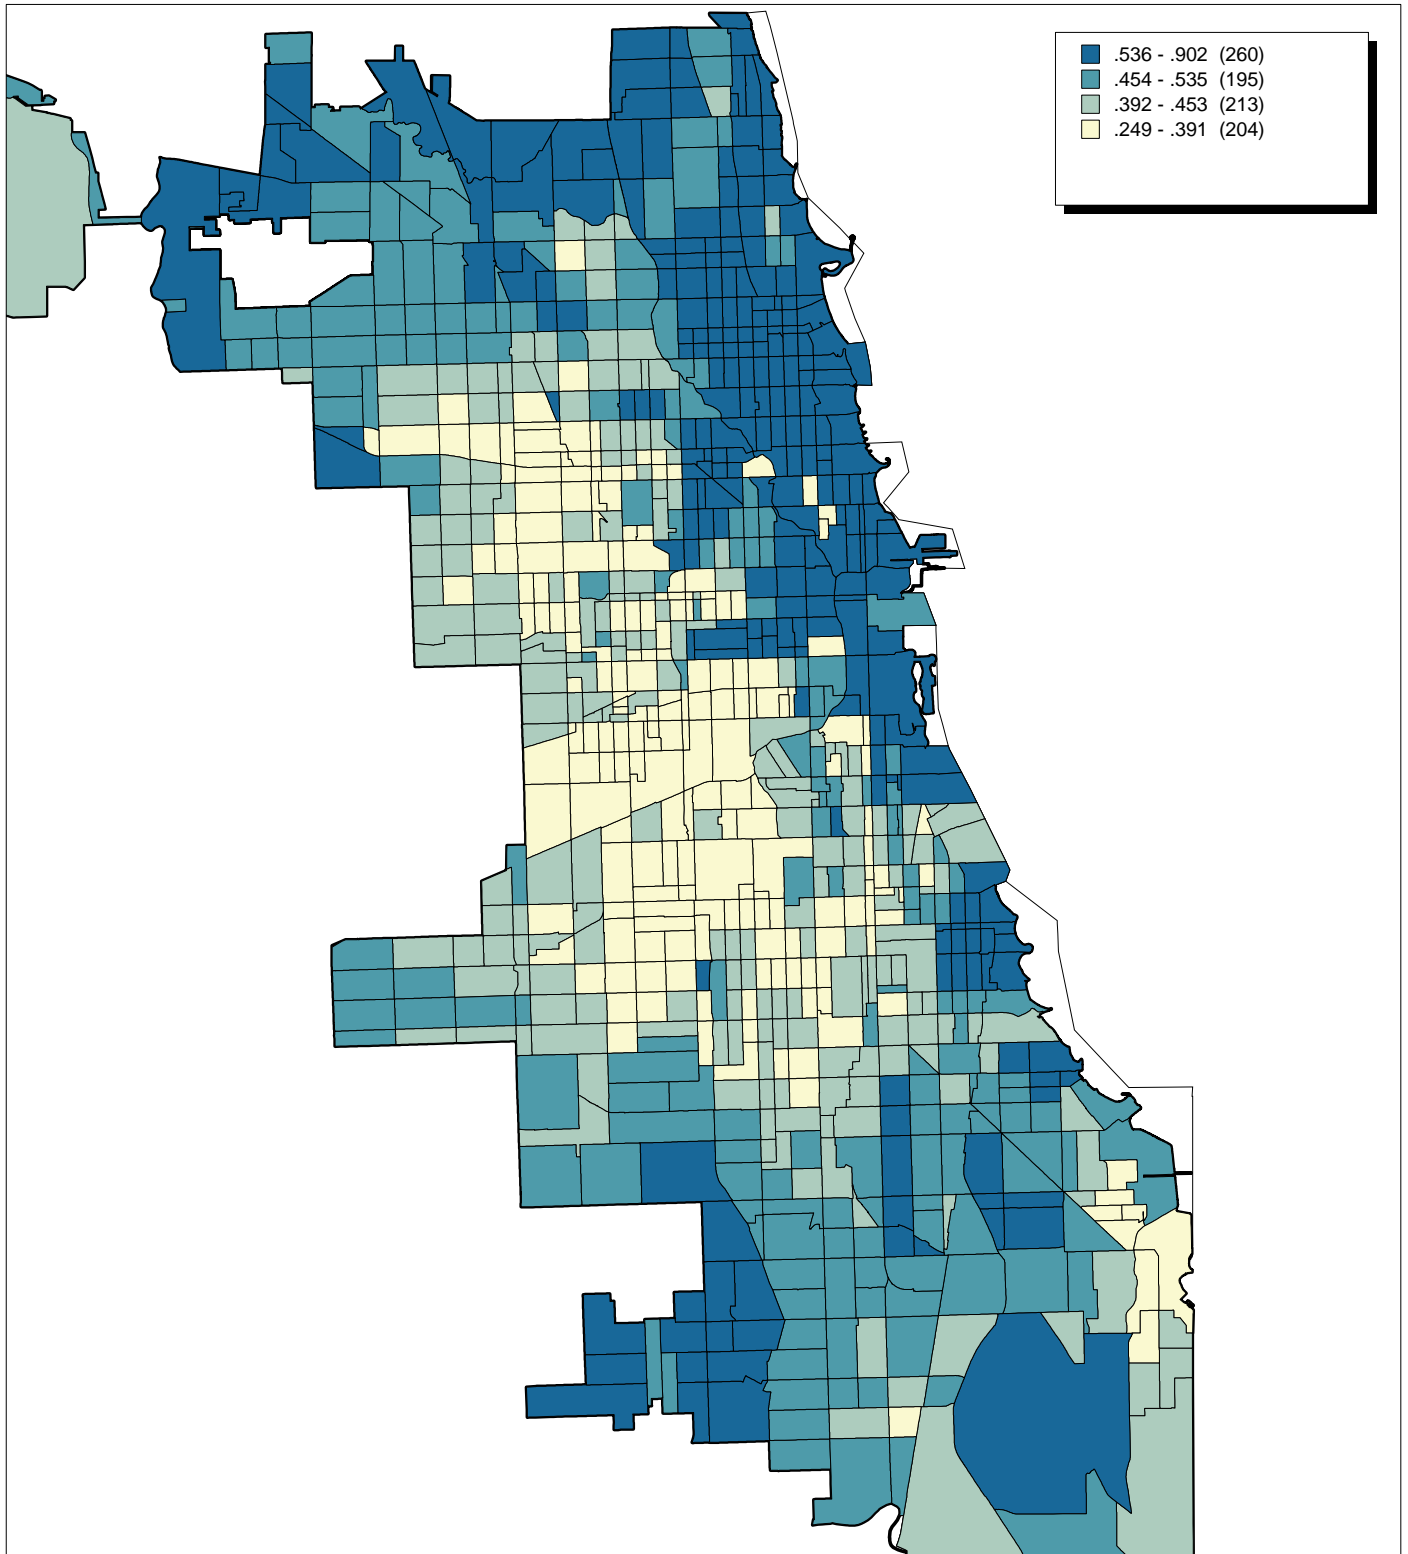 .536 - .902 (260)
.454 - .535 (195)
.392 - .453 (213)
.249 - .391 (204)